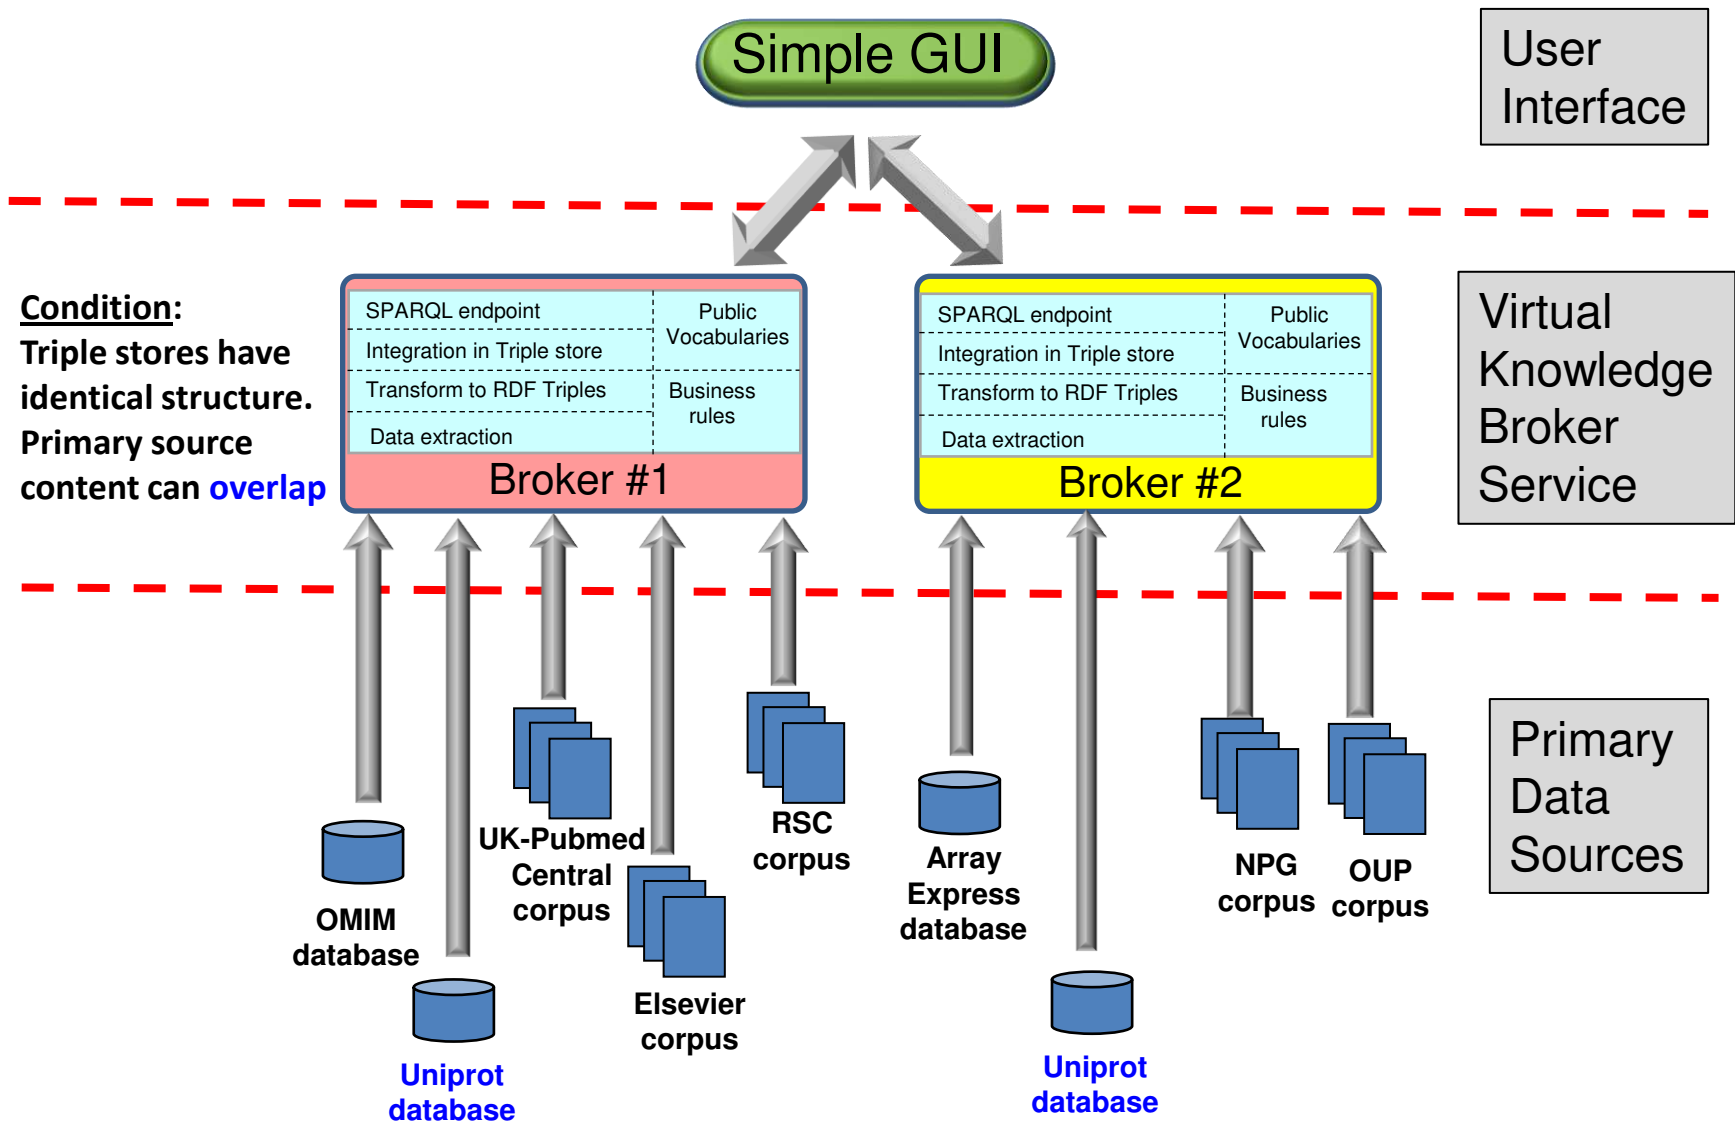 Simple GUI
User
Interface
Condition:
Triple stores have
identical structure.
Primary source
content can overlap
SPARQL endpoint
Integration in Triple store
Transform to RDF Triples
Data extraction
Public
Vocabularies
Business
rules
Broker #1
SPARQL endpoint
Integration in Triple store
Transform to RDF Triples
Data extraction
Public
Vocabularies
Business
rules
Broker #2
Virtual
Knowledge
Broker
Service
OMIM
database
Uniprot
database
UK-Pubmed
Central
corpus
Elsevier
corpus
RSC
corpus
Array
Express
database
Uniprot
database
NPG
corpus
OUP
corpus
Primary
Data
Sources